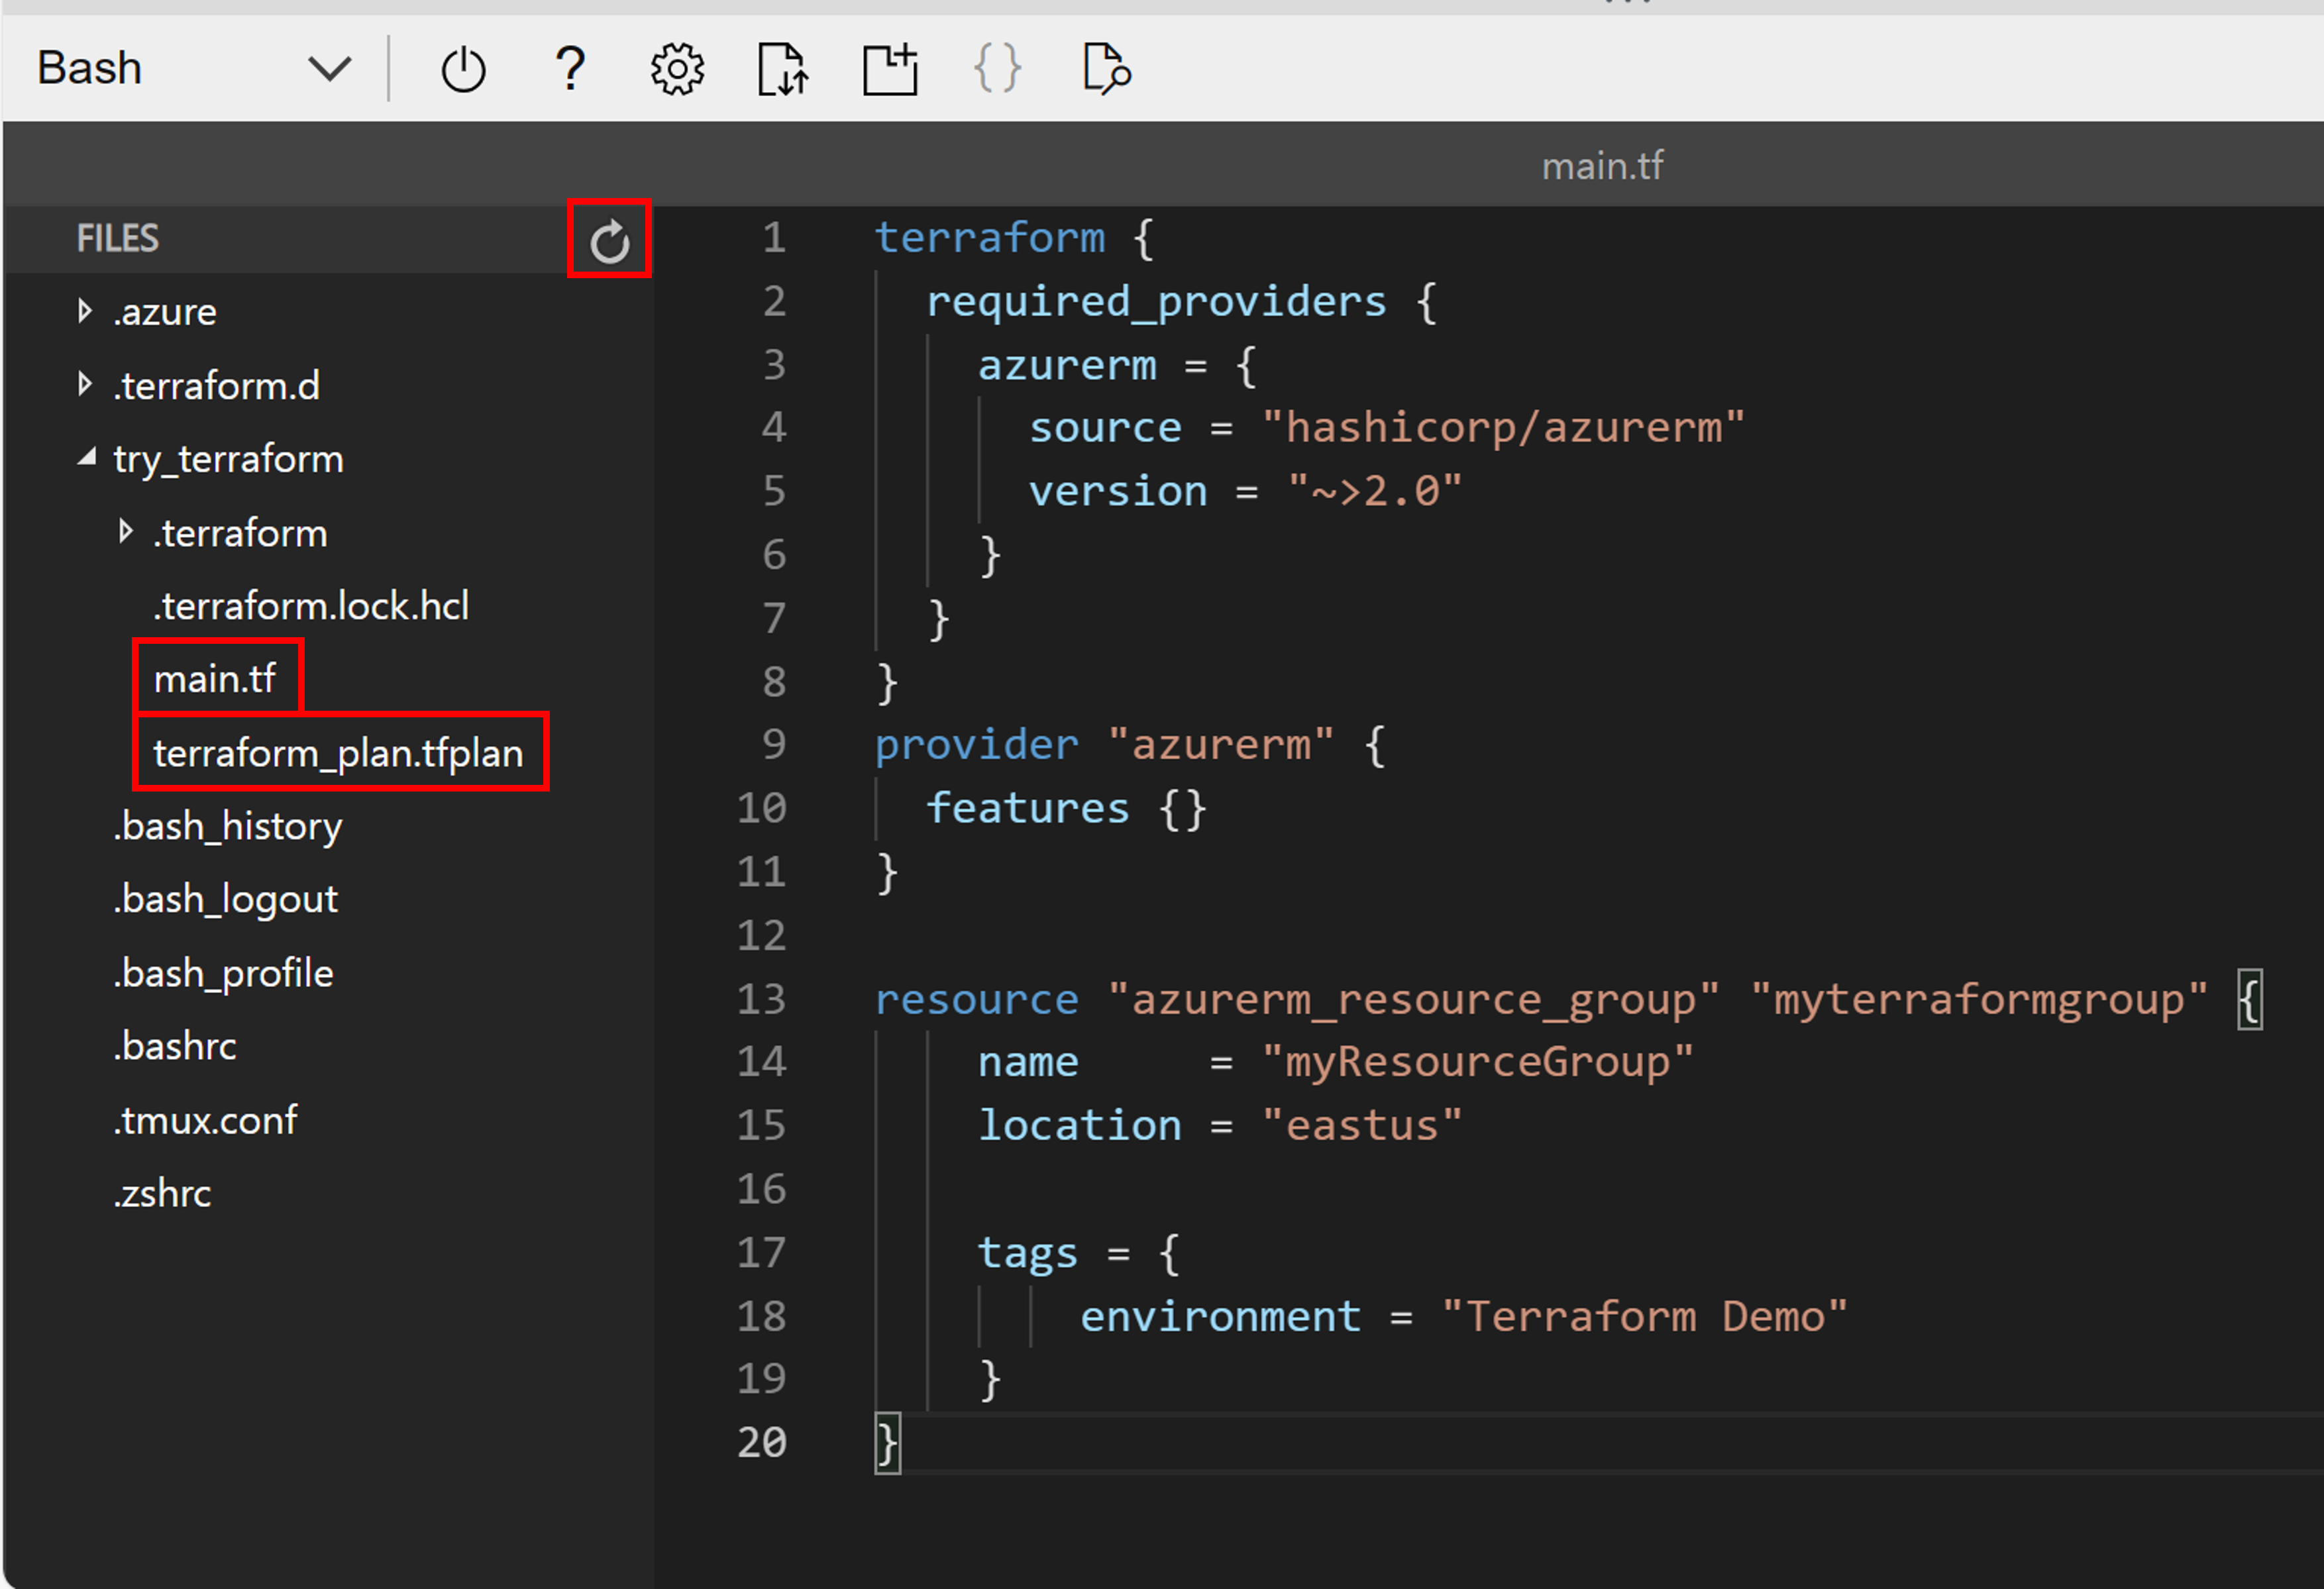 Bash
?
{}
main.tf
FILES
.azure
.terraform.d
try_terraform
.terraform
.terraform.lock.hcl
main.tf
terraform_plan.tfplan
.bash_history
.bash_logout
.bash_profile
.bashrc
.tmux.conf
.zshrc
1 terraform {
2   required_providers {
3     azurerm = {
4       source = "hashicorp/azurerm"
5       version = "~>2.0"
6     }
7   }
8 }
9 provider "azurerm" {
10   features {}
11 }
12
13 resource "azurerm_resource_group" "myterraformgroup" {
14     name     = "myResourceGroup"
15     location = "eastus"
16
17     tags = {
18         environment = "Terraform Demo"
19     }
20 }